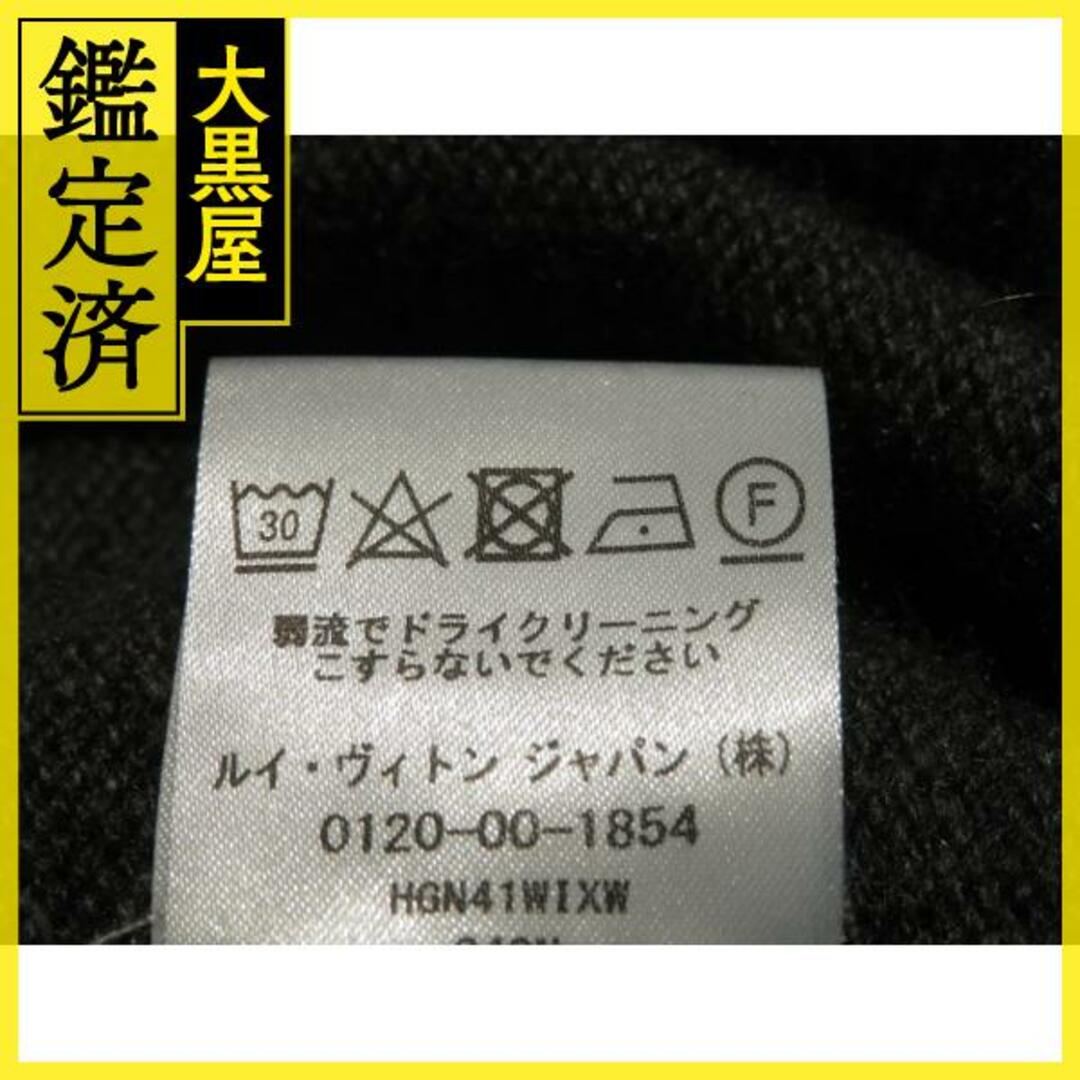 鑑定済
大黒屋
30
F
弱流でドライクリーニング
こすらないでください
ルイ・ヴィトン ジャパン（株）
0120-00-1854
HGN41WIXW